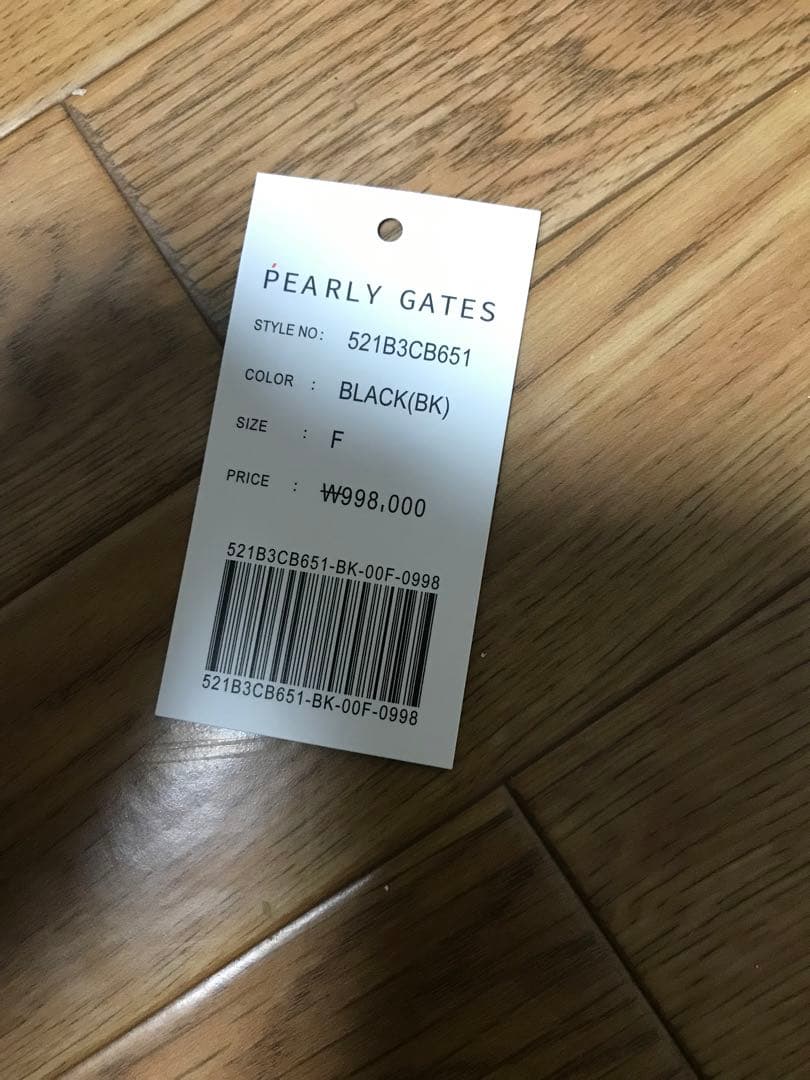 PEARLY GATES
STYLE NO: 521B3CB651
COLOR : BLACK(BK)
SIZE : F
PRICE : ₩998,000
521B3CB651-BK-00F-0998
521B3CB651-BK-00F-0998